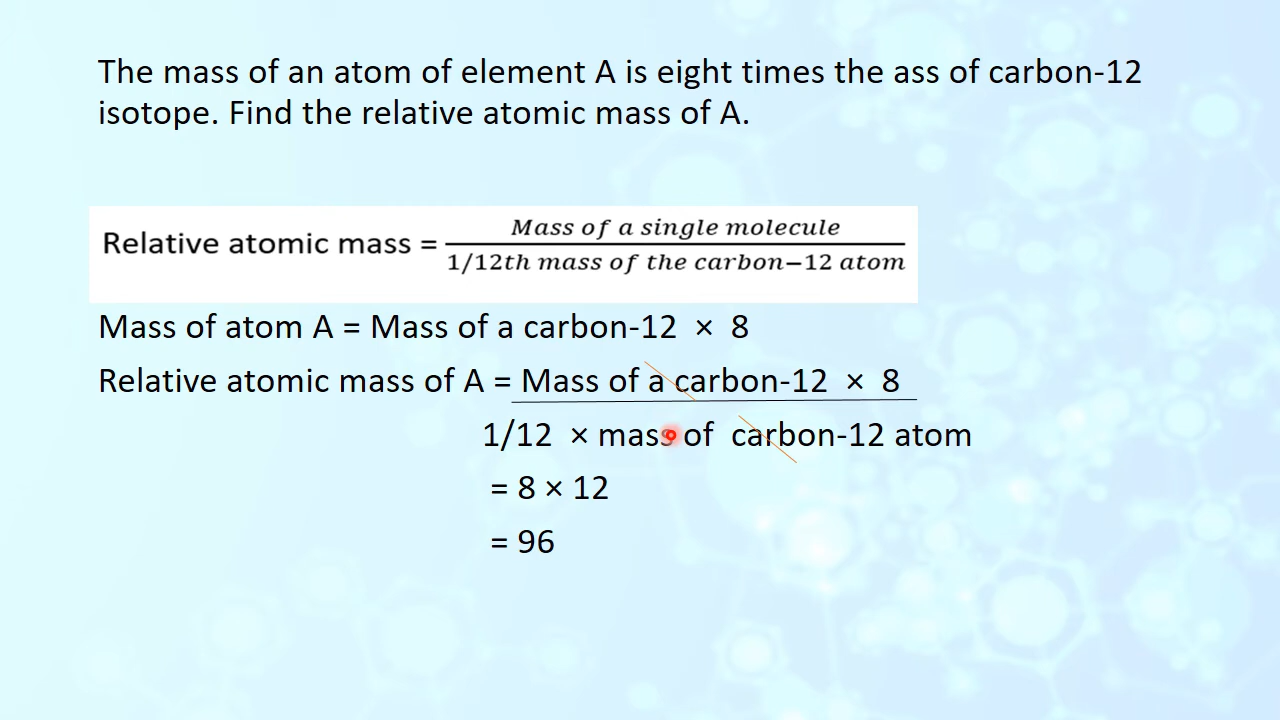 The mass of an atom of element A is eight times the ass of carbon-12
isotope. Find the relative atomic mass of A.
Relative atomic mass = Mass of a single molecule
1/12th mass of the carbon−12 atom
Mass of atom A = Mass of a carbon-12 × 8
Relative atomic mass of A = Mass of a carbon-12 × 8
1/12 × mass of carbon-12 atom
= 8 × 12
= 96